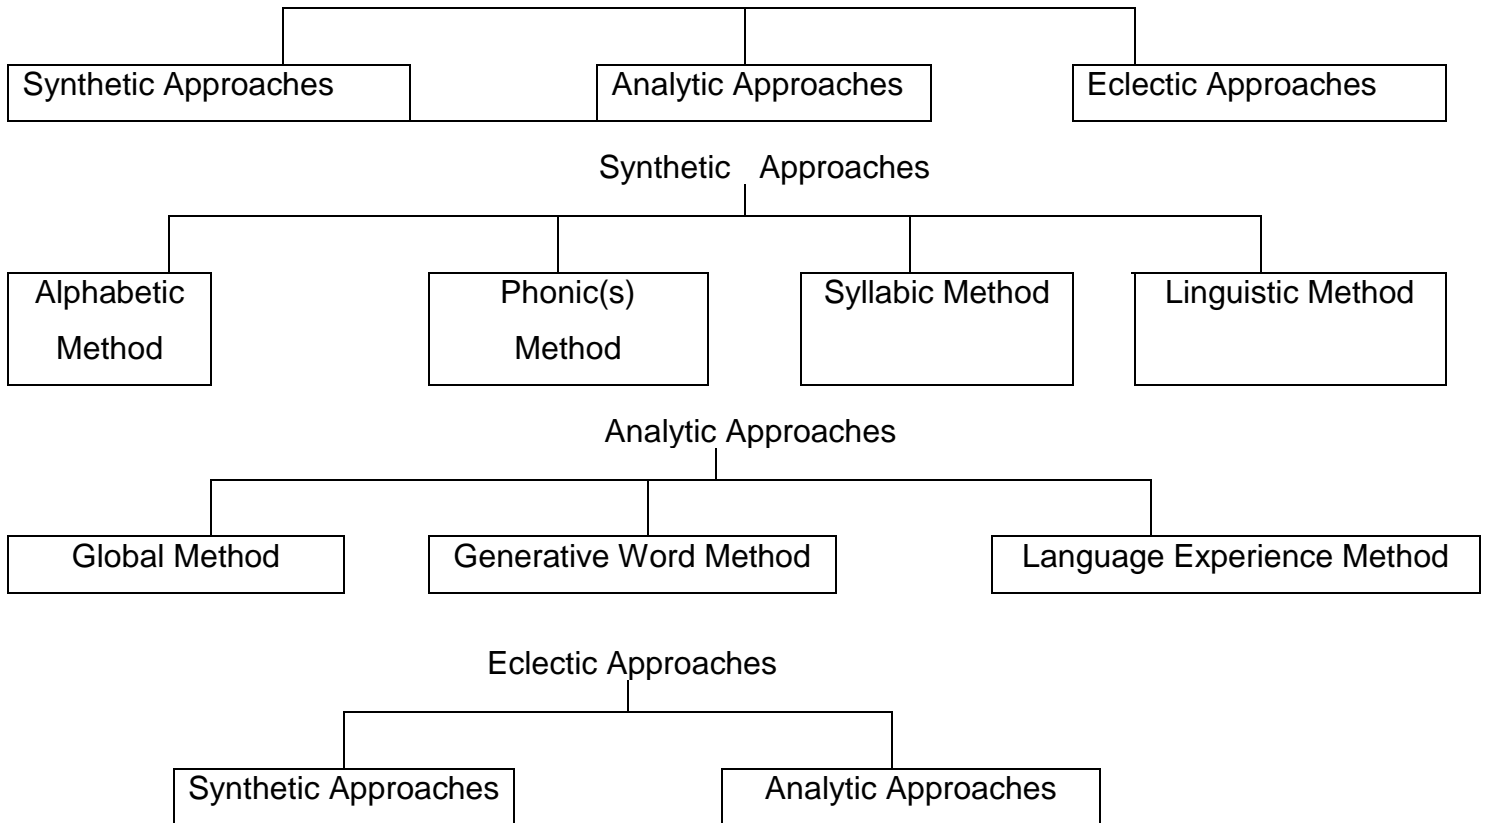 Synthetic Approaches Analytic Approaches Eclectic Approaches
Synthetic Approaches
Alphabetic Method
Phonic(s) Method
Syllabic Method
Linguistic Method
Analytic Approaches
Global Method Generative Word Method Language Experience Method
Eclectic Approaches
Synthetic Approaches Analytic Approaches